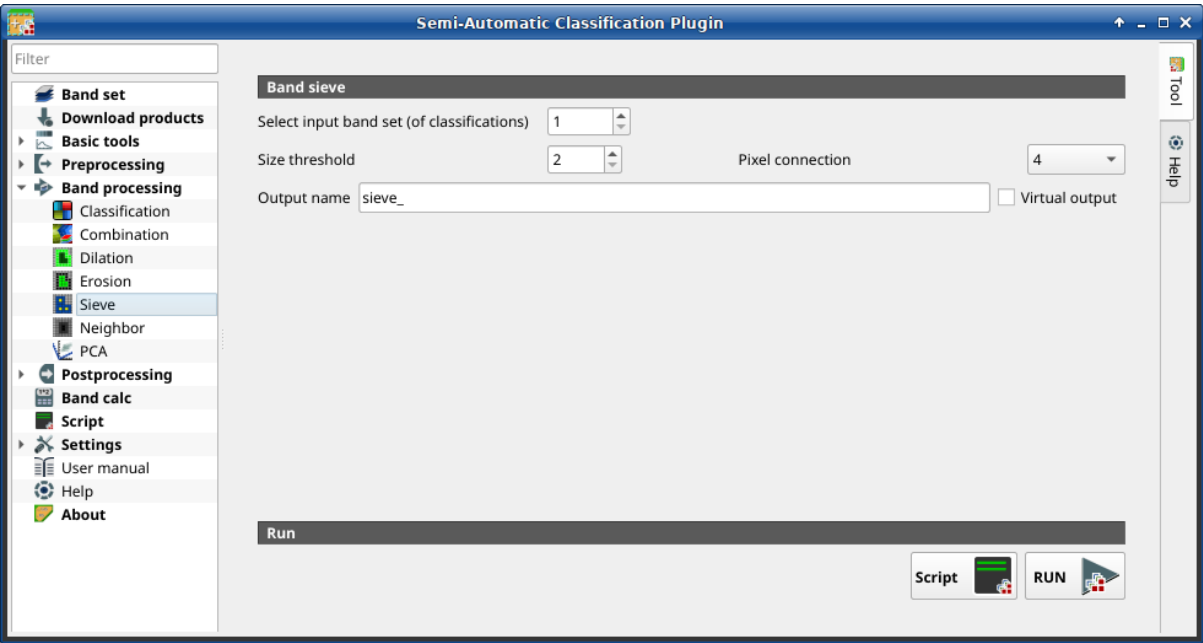 Semi-Automatic Classification Plugin
Filter
Band set
Download products
Basic tools
Preprocessing
Band processing
Classification
Combination
Dilation
Erosion
Sieve
Neighbor
PCA
Postprocessing
Band calc
Script
Settings
User manual
Help
About
Band sieve
Select input band set (of classifications) 1
Size threshold 2 Pixel connection 4
Output name sieve_ Virtual output
Run
Script RUN
Tool
Help